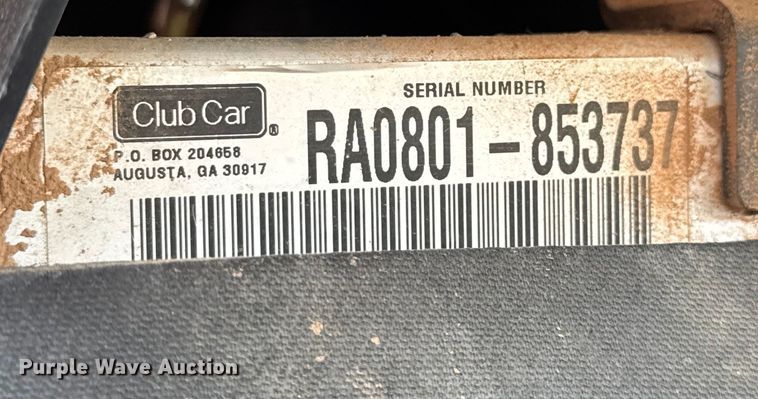 Club Car®
P.O. BOX 204658
AUGUSTA, GA 30917
SERIAL NUMBER
RA0801-853737
Purple Wave Auction